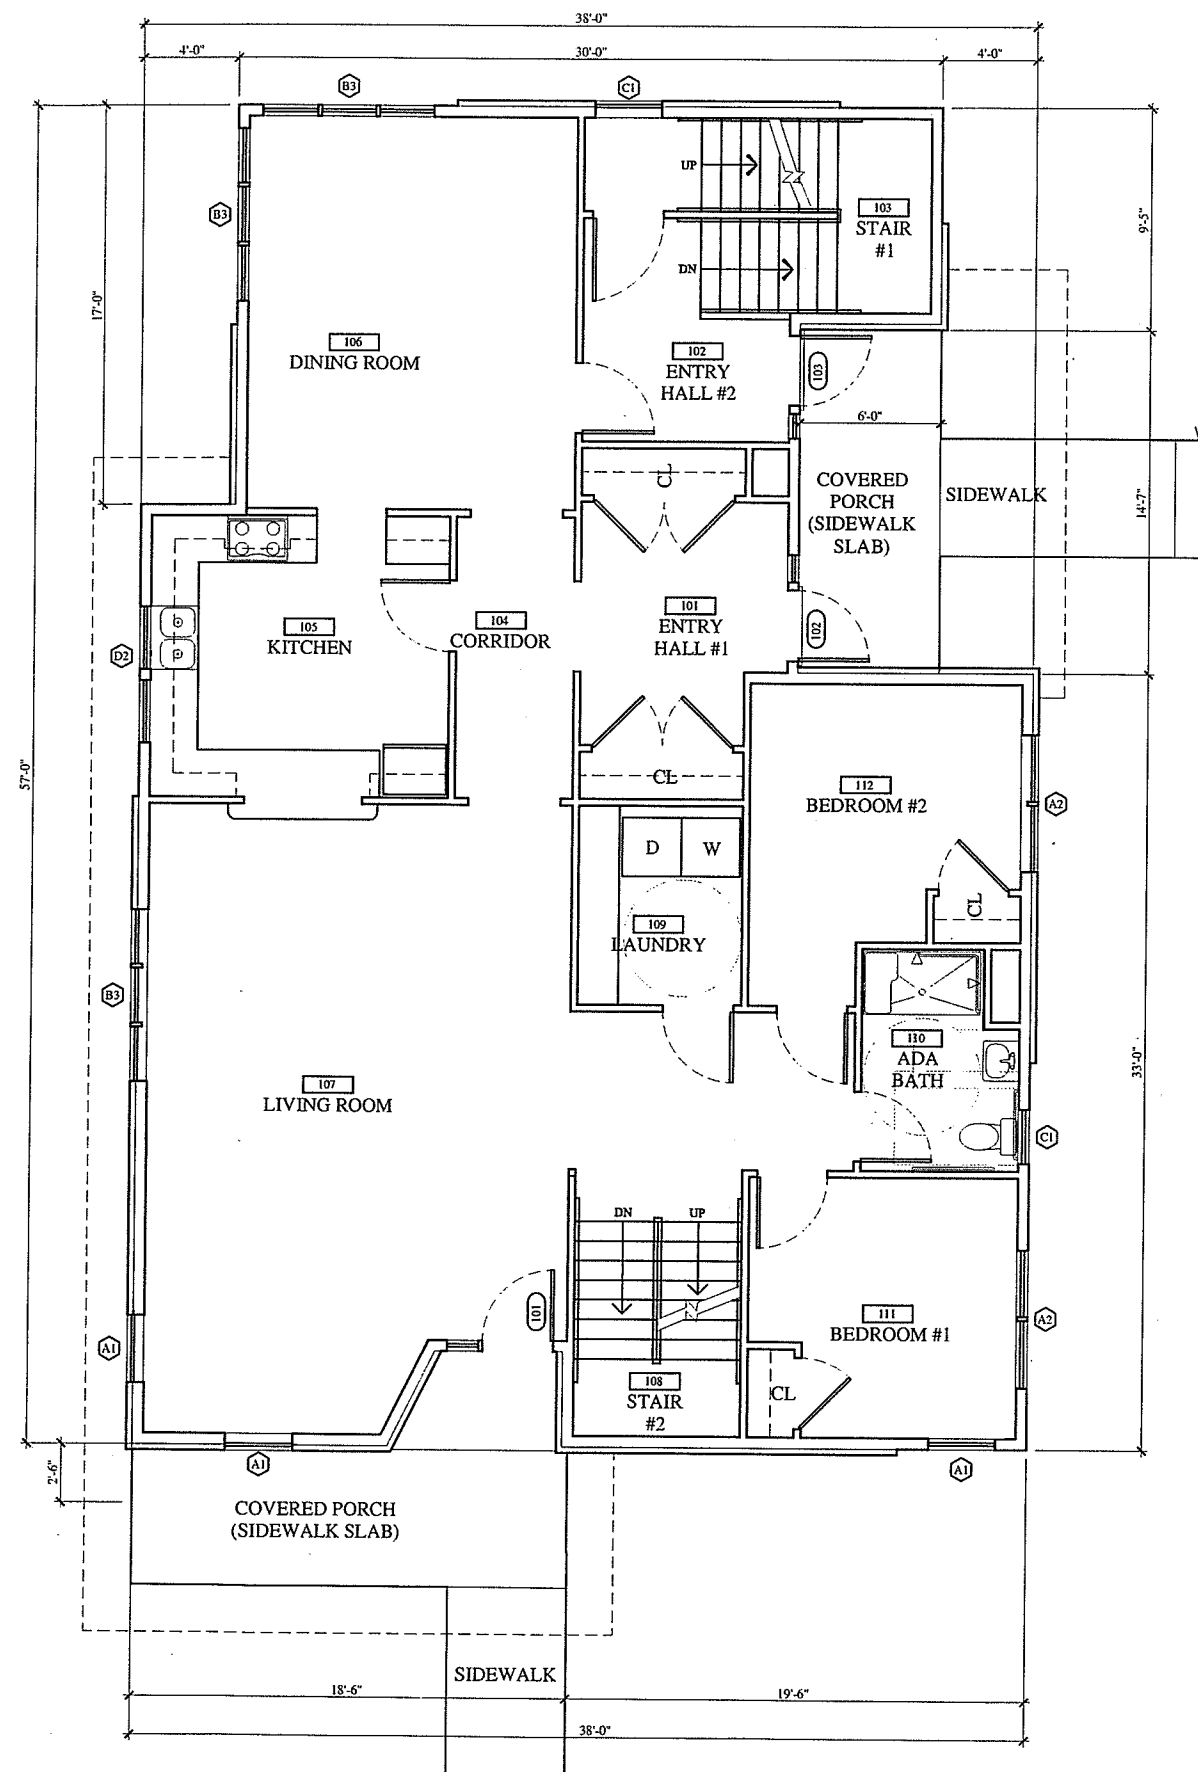 38'-0"
4'-0"
30'-0"
4'-0"
B3
C1
UP
B3
103
STAIR
#1
9'-5"
DN
17'-0"
106
DINING ROOM
102
ENTRY
HALL #2
103
6'-0"
CL
COVERED
PORCH
(SIDEWALK
SLAB)
SIDEWALK
14'-7"
105
KITCHEN
104
CORRIDOR
101
ENTRY
HALL #1
102
D2
57'-0"
CL
112
BEDROOM #2
A2
D
W
CL
109
LAUNDRY
B3
110
ADA
BATH
33'-0"
107
LIVING ROOM
C1
DN
UP
101
111
BEDROOM #1
A2
A1
108
STAIR
#2
CL
A1
A1
2'-6"
COVERED PORCH
(SIDEWALK SLAB)
SIDEWALK
18'-6"
19'-6"
38'-0"